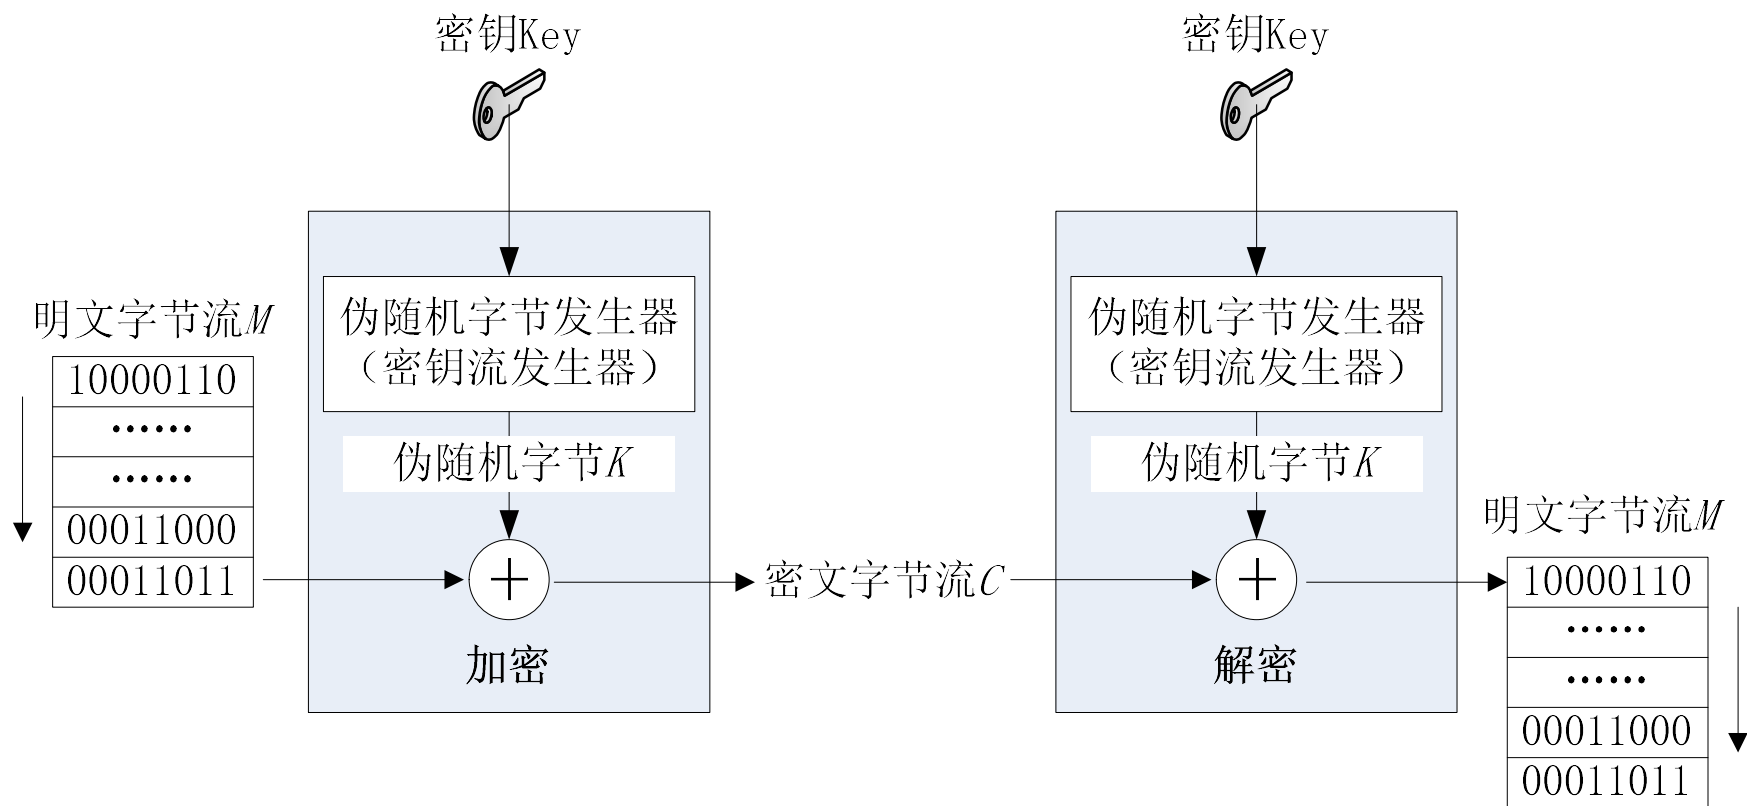 密钥Key
密钥Key
明文字节流M
10000110
……
……
00011000
00011011
伪随机字节发生器
（密钥流发生器）
伪随机字节K
+
加密
密文字节流C
伪随机字节发生器
（密钥流发生器）
伪随机字节K
+
解密
明文字节流M
10000110
……
……
00011000
00011011